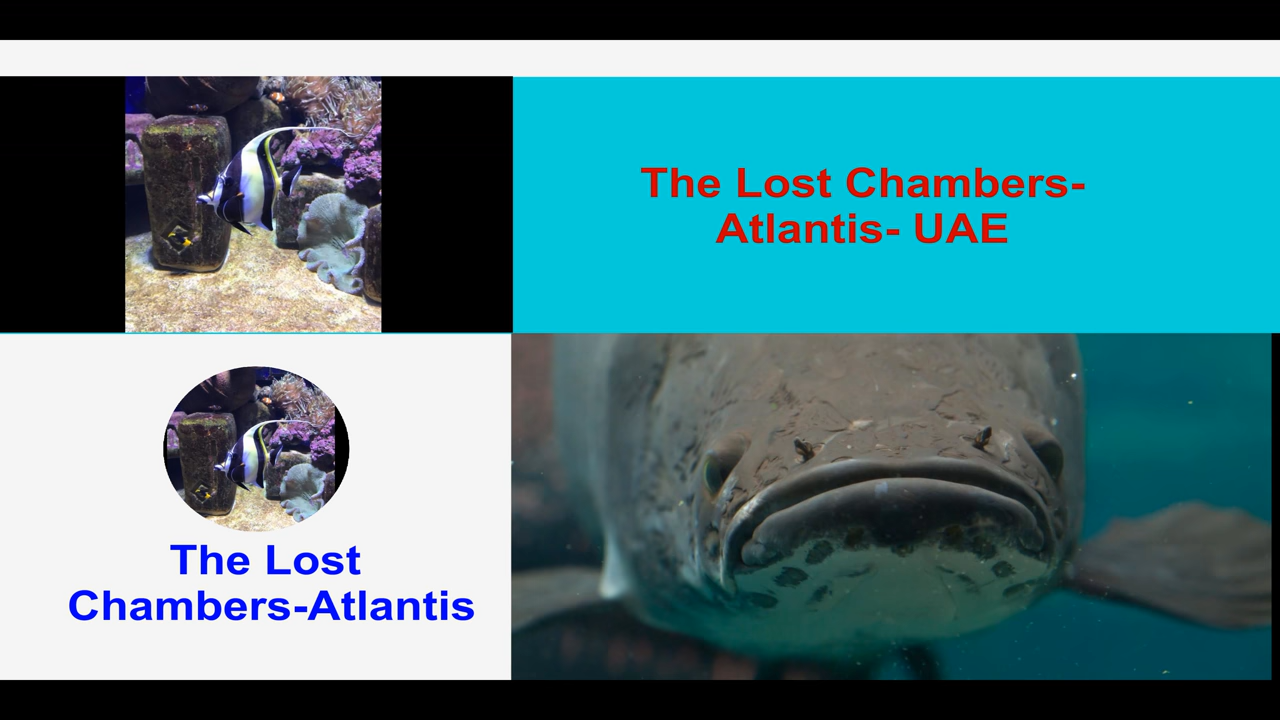 The Lost Chambers-
Atlantis- UAE
The Lost
Chambers-Atlantis